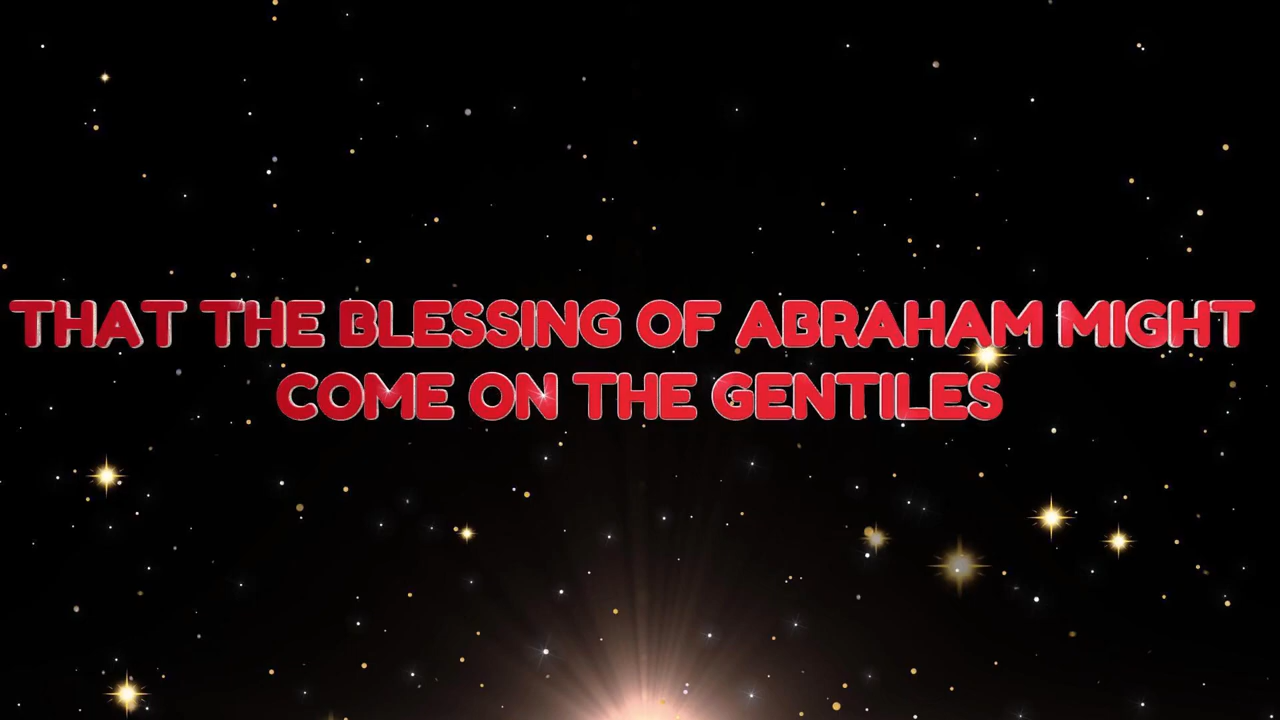 THAT THE BLESSING OF ABRAHAM MIGHT
COME ON THE GENTILES